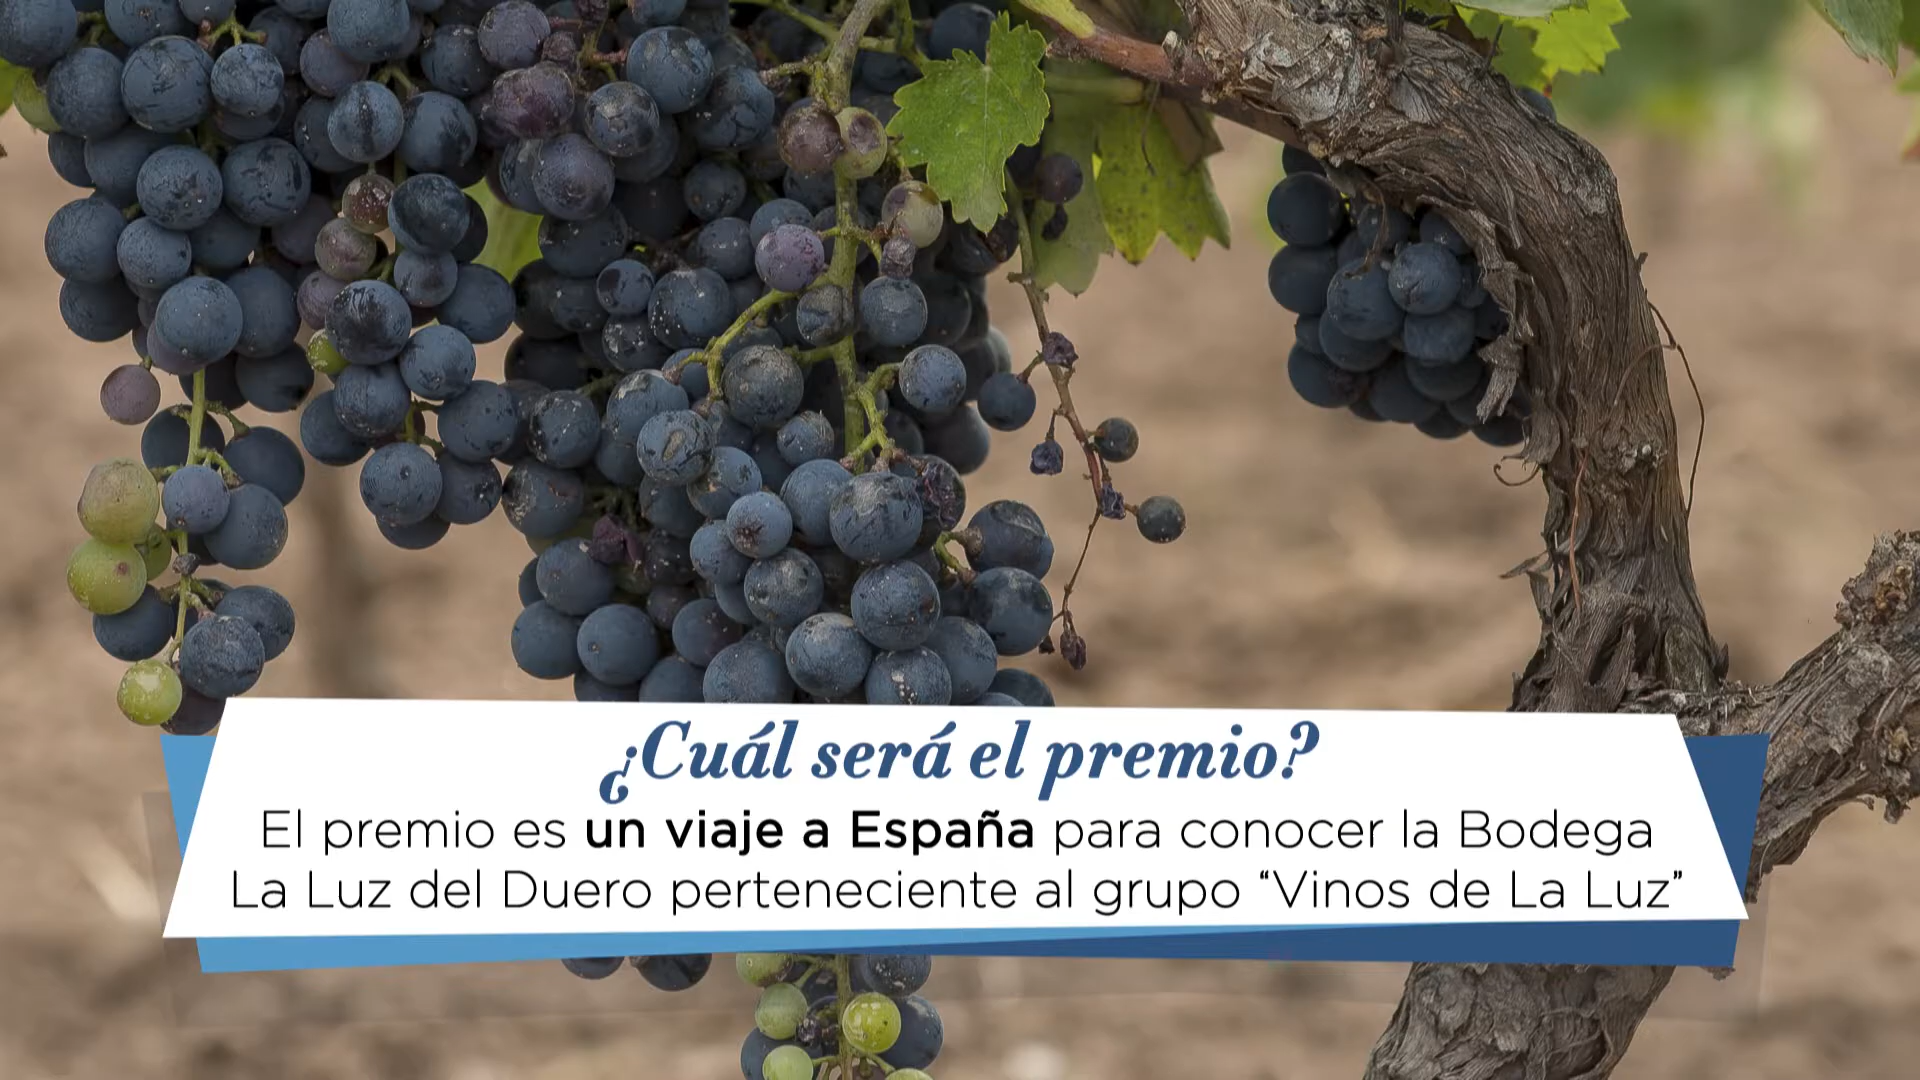 ¿Cuál será el premio?
El premio es un viaje a España para conocer la Bodega
La Luz del Duero perteneciente al grupo “Vinos de La Luz”